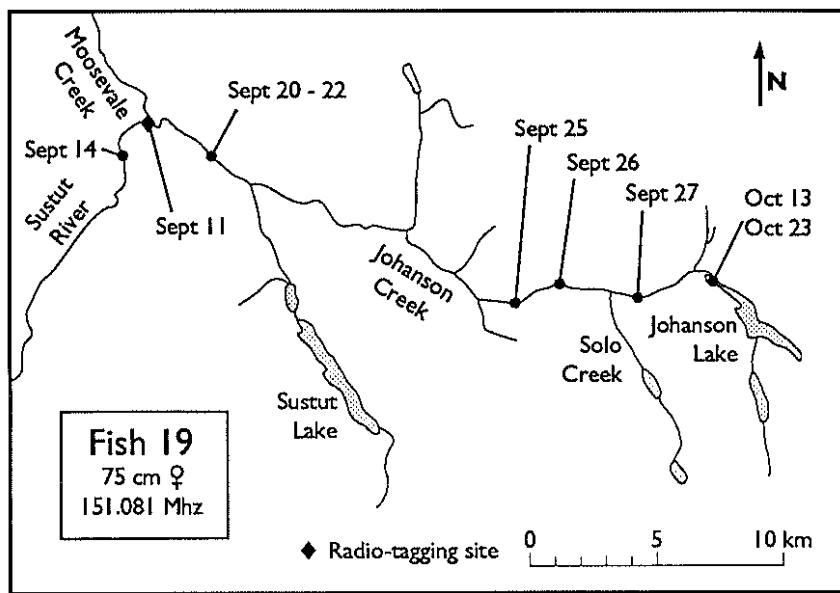 Moosevale
Creek
Sept 20 - 22
N
Sept 14
Sept 11
Sustut
River
Sept 25
Sept 26
Sept 27
Oct 13
Oct 23
Johanson
Creek
Solo
Creek
Johanson
Lake
Sustut
Lake
Fish 19
75 cm ♀
151.081 Mhz
♦ Radio-tagging site
0 5 10 km